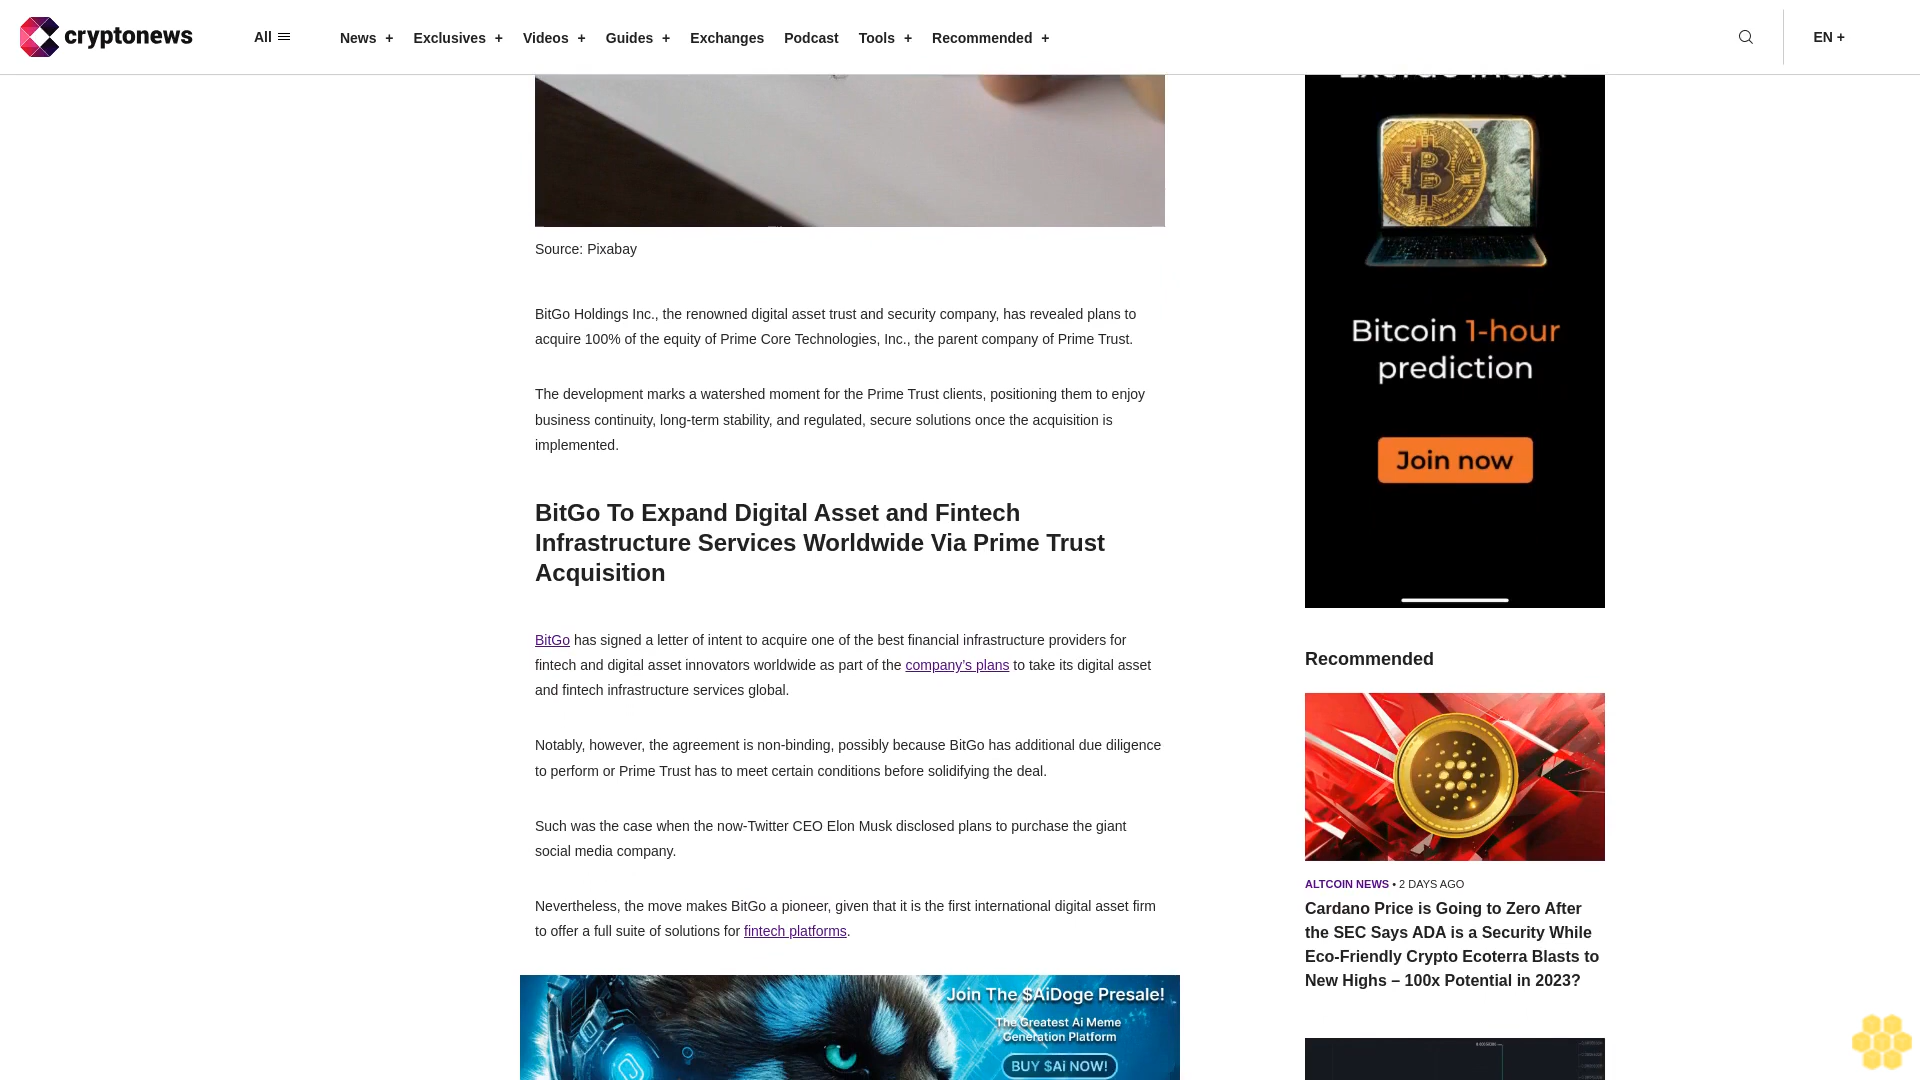 cryptonews
All
News +
Exclusives +
Videos +
Guides +
Exchanges
Podcast
Tools +
Recommended +
EN +
Source: Pixabay
BitGo Holdings Inc., the renowned digital asset trust and security company, has revealed plans to
acquire 100% of the equity of Prime Core Technologies, Inc., the parent company of Prime Trust.
The development marks a watershed moment for the Prime Trust clients, positioning them to enjoy
business continuity, long-term stability, and regulated, secure solutions once the acquisition is
implemented.
BitGo To Expand Digital Asset and Fintech
Infrastructure Services Worldwide Via Prime Trust
Acquisition
BitGo has signed a letter of intent to acquire one of the best financial infrastructure providers for
fintech and digital asset innovators worldwide as part of the company’s plans to take its digital asset
and fintech infrastructure services global.
Notably, however, the agreement is non-binding, possibly because BitGo has additional due diligence
to perform or Prime Trust has to meet certain conditions before solidifying the deal.
Such was the case when the now-Twitter CEO Elon Musk disclosed plans to purchase the giant
social media company.
Nevertheless, the move makes BitGo a pioneer, given that it is the first international digital asset firm
to offer a full suite of solutions for fintech platforms.
Join The $AiDoge Presale!
The Greatest Ai Meme
Generation Platform
BUY $Ai NOW!
Bitcoin 1-hour
prediction
Join now
Recommended
ALTCOIN NEWS • 2 DAYS AGO
Cardano Price is Going to Zero After
the SEC Says ADA is a Security While
Eco-Friendly Crypto Ecoterra Blasts to
New Highs – 100x Potential in 2023?